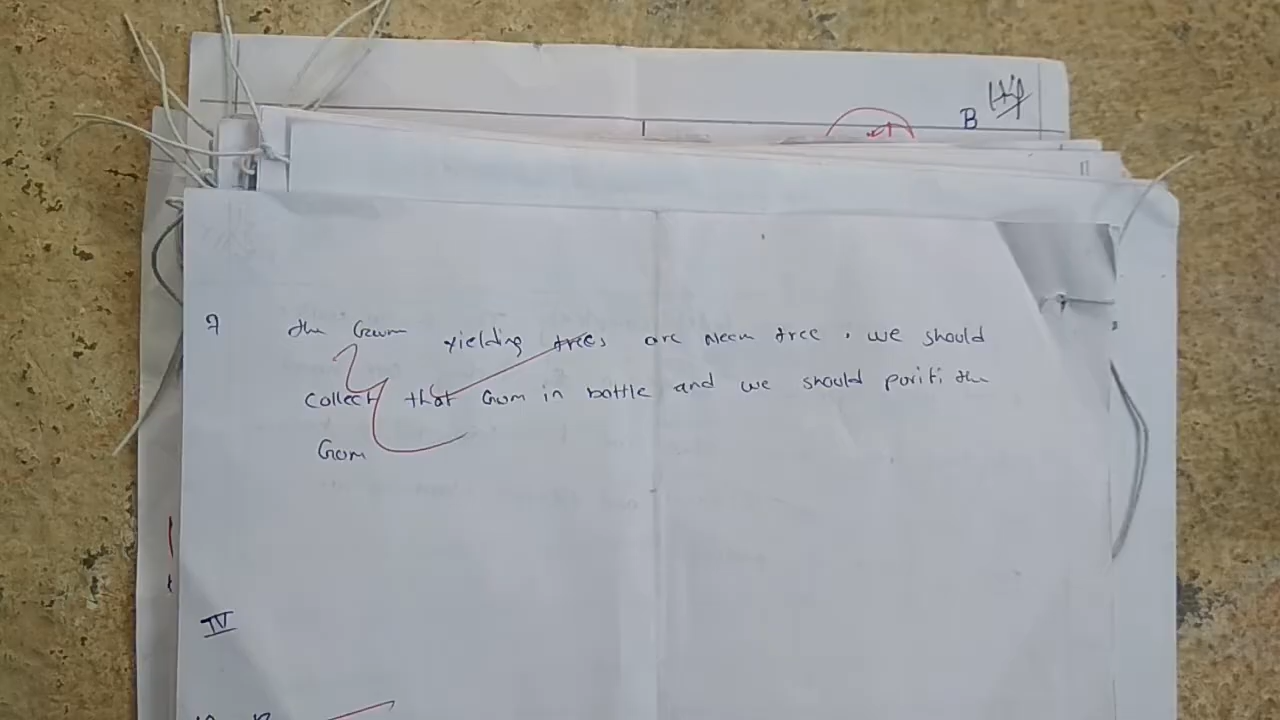 B
7 the Gum yielding trees are Neem tree. we should
collect that Gum in bottle and we should puriti the
Gum
IV